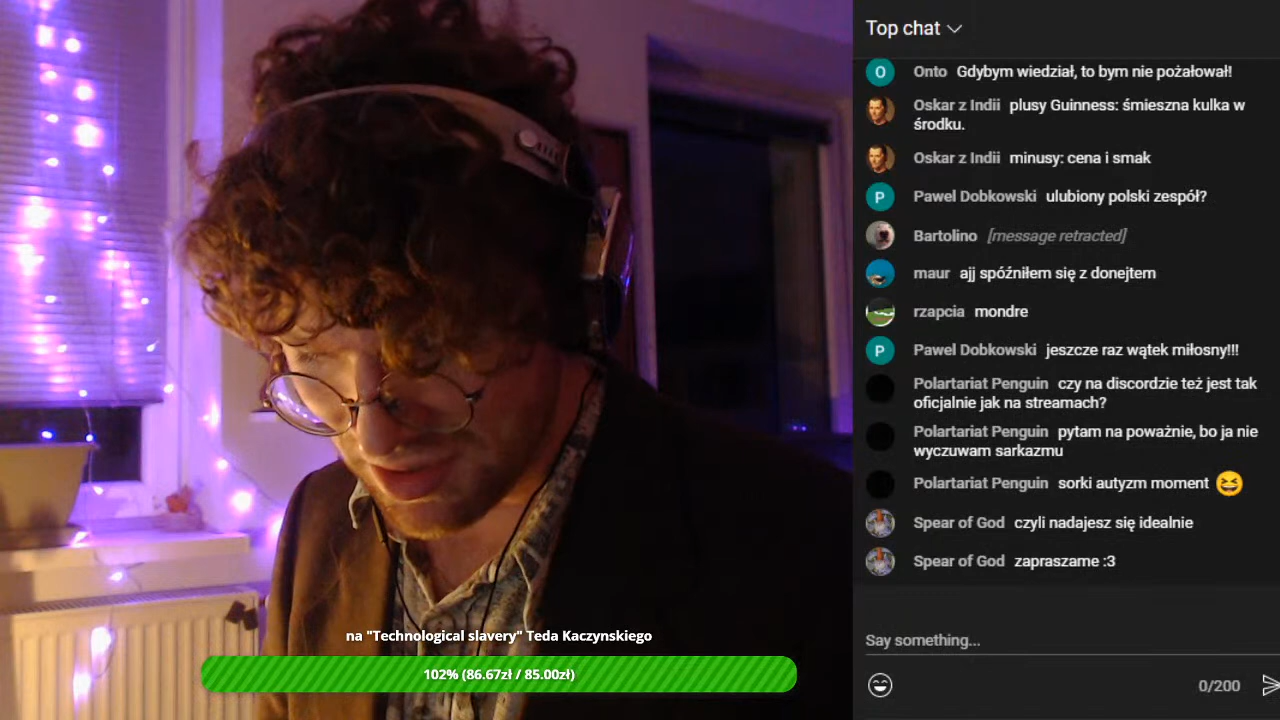 Top chat
Onto Gdybym wiedział, to bym nie pożałował!
Oskar z Indii plusy Guinness: śmieszna kulka w
środku.
Oskar z Indii minusy: cena i smak
Pawel Dobkowski ulubiony polski zespół?
Bartolino [message retracted]
maur ajj spóźniłem się z donejtem
rzapcia mondre
Pawel Dobkowski jeszcze raz wątek miłosny!!!
Polartariat Penguin czy na discordzie też jest tak
oficjalnie jak na streamach?
Polartariat Penguin pytam na poważnie, bo ja nie
wyczuwam sarkazmu
Polartariat Penguin sorki autyzm moment 😆
Spear of God czyli nadajesz się idealnie
Spear of God zapraszame :3
Say something...
0/200
na "Technological slavery" Teda Kaczynskiego
102% (86.67zł / 85.00zł)